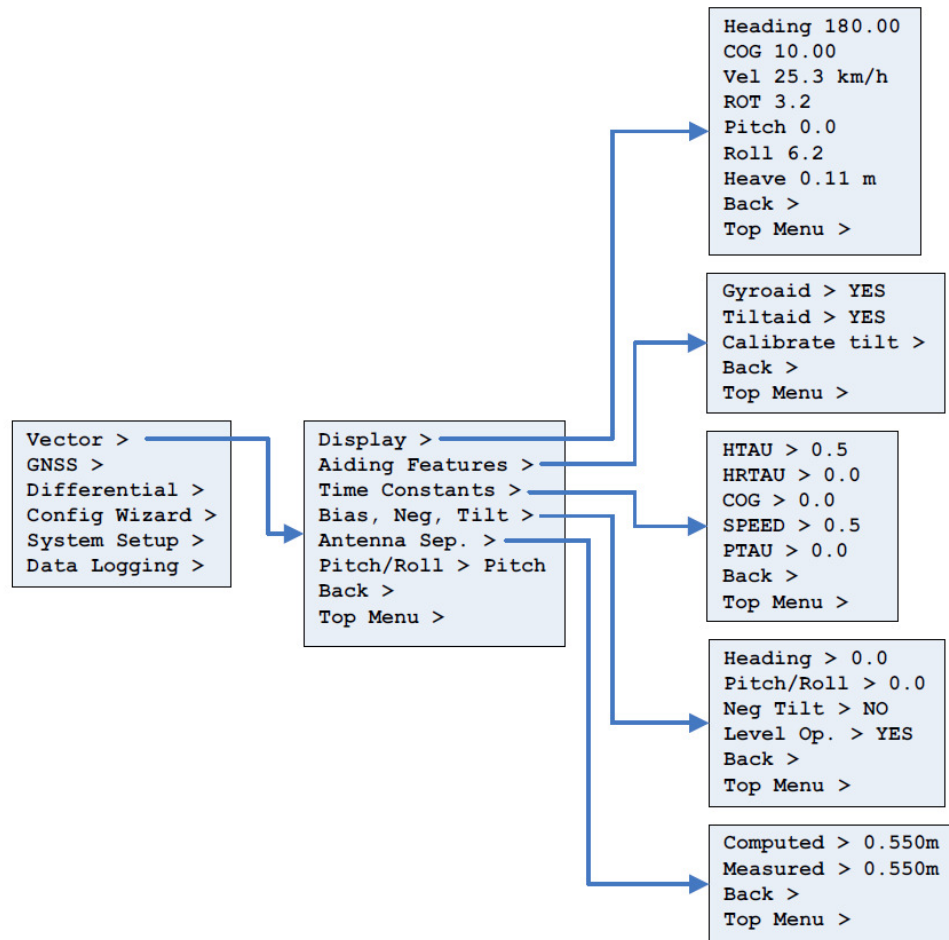 Vector >
GNSS >
Differential >
Config Wizard >
System Setup >
Data Logging >
Display >
Aiding Features >
Time Constants >
Bias, Neg, Tilt >
Antenna Sep. >
Pitch/Roll > Pitch
Back >
Top Menu >
Heading 180.00
COG 10.00
Vel 25.3 km/h
ROT 3.2
Pitch 0.0
Roll 6.2
Heave 0.11 m
Back >
Top Menu >
Gyroaid > YES
Tiltaid > YES
Calibrate tilt >
Back >
Top Menu >
HTAU > 0.5
HRTAU > 0.0
COG > 0.0
SPEED > 0.5
PTAU > 0.0
Back >
Top Menu >
Heading > 0.0
Pitch/Roll > 0.0
Neg Tilt > NO
Level Op. > YES
Back >
Top Menu >
Computed > 0.550m
Measured > 0.550m
Back >
Top Menu >